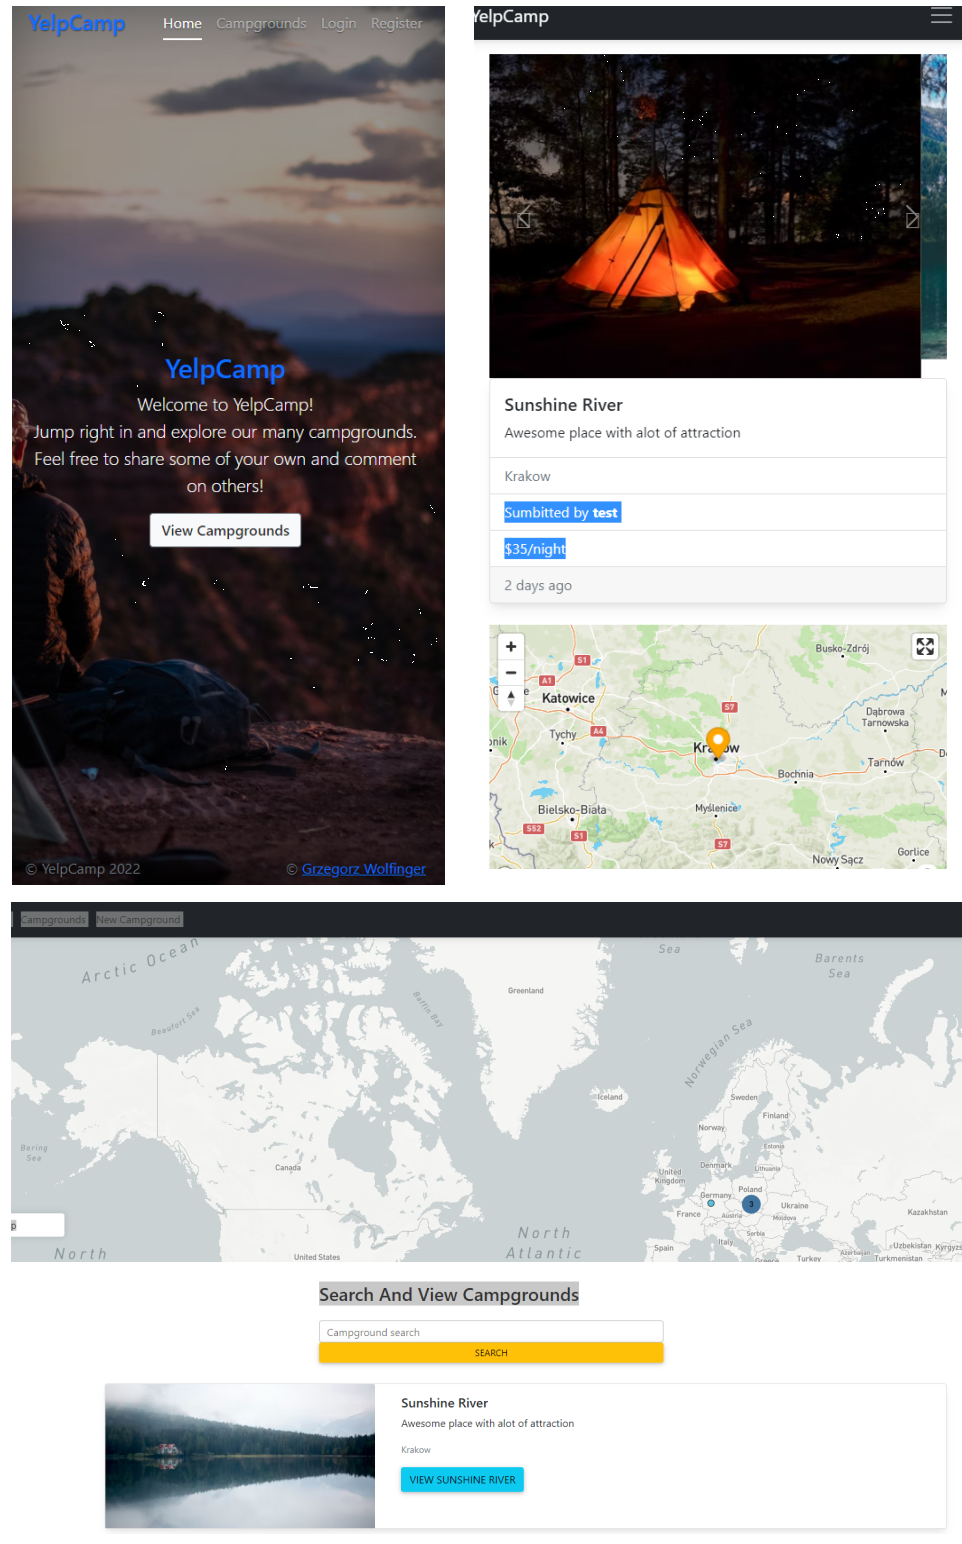 YelpCamp
Home Campgrounds Login Register
YelpCamp
Welcome to YelpCamp!
Jump right in and explore our many campgrounds.
Feel free to share some of your own and comment
on others!
View Campgrounds
© YelpCamp 2022
© Grzegorz Wolfinger
YelpCamp
Sunshine River
Awesome place with alot of attraction
Krakow
Sumbitted by test
$35/night
2 days ago
Busko-Zdrój
S1
A1
Katowice
S7
Dąbrowa
Tarnowska
Tychy
A4
nik
Krakow
Tarnów
Bochnia
Bielsko-Biała
Myślenice
S52
S1
S7
Nowy Sącz
Gorlice
Campgrounds New Campground
Arctic Ocean
Sea
Barents
Sea
Greenland
Beaufort Sea
Baffin Bay
Norwegian Sea
Iceland
Sweden
Finland
Norway
Bering
Sea
Estonia
Canada
Denmark
Lithuania
United
Kingdom
Germany
Poland
3
Ukraine
France
Austria
Moldova
Kazakhstan
Serbia
North
Atlantic
Italy
Spain
Uzbekistan
Kyrgyzs
Azerbaijan
Turkey
Turkmenistan
Greece
North
United States
p
Search And View Campgrounds
Campground search
SEARCH
Sunshine River
Awesome place with alot of attraction
Krakow
VIEW SUNSHINE RIVER